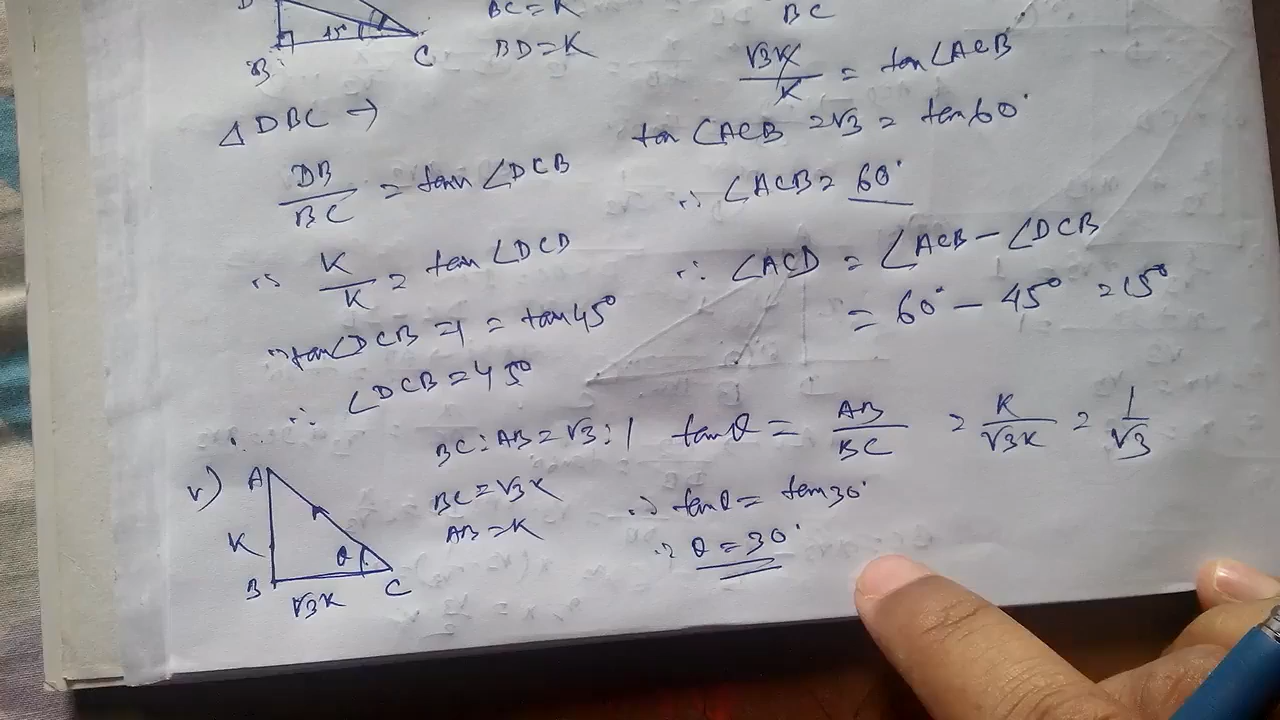 D
45°
B
C
BC = K
BD = K
ΔDBC →
DB/BC = tan ∠DCB
∴ K/K = tan ∠DCD
∴ tan∠DCB = 1 = tan45°
∴ ∠DCB = 45°
BC
√3K/K = tan ∠ACB
tan ∠ACB = √3 = tan60°
∴ ∠ACB = 60°
∴ ∠ACD = ∠ACB - ∠DCB
= 60° - 45° = 15°
v)
A
K
B
θ
C
√3K
BC : AB = √3 : 1
BC = √3K
AB = K
tanθ = AB/BC = K/√3K = 1/√3
∴ tanθ = tan30°
∴ θ = 30°